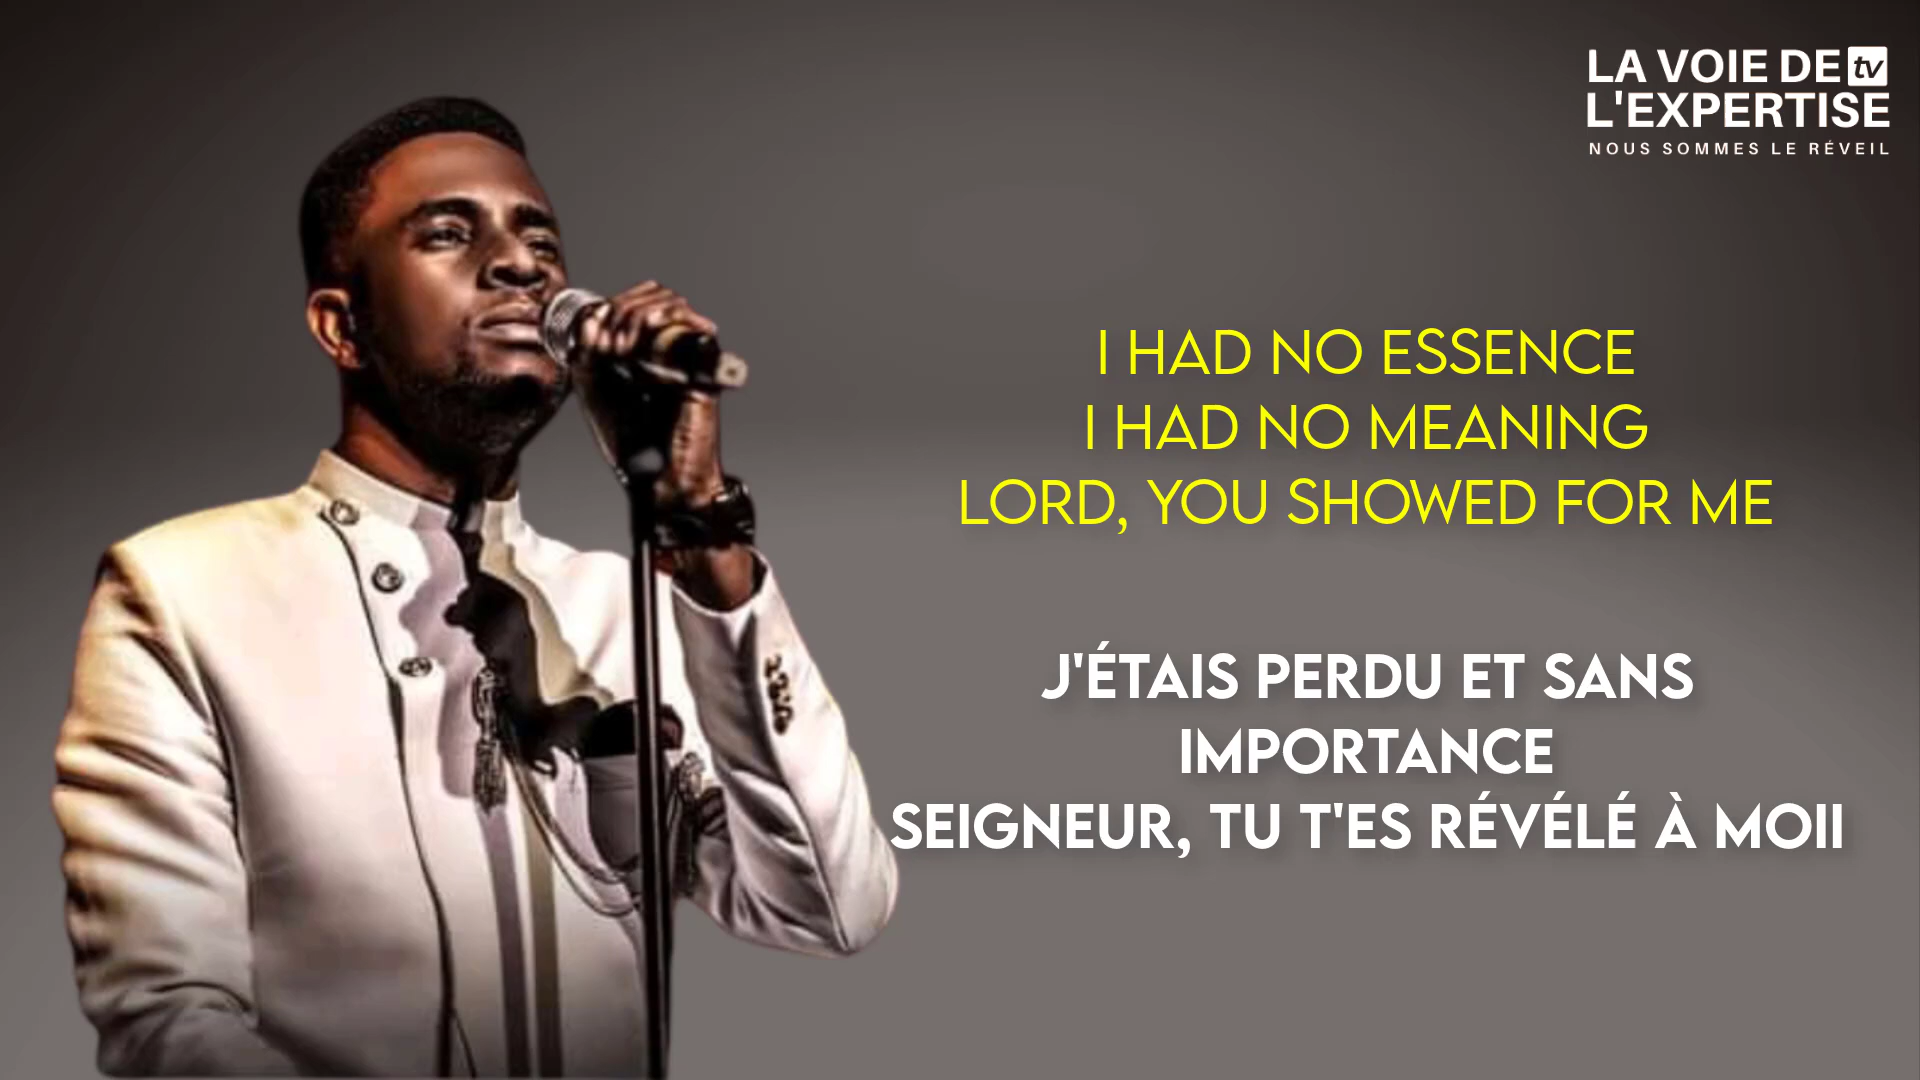 LA VOIE DE tv
L'EXPERTISE
NOUS SOMMES LE RÉVEIL
I HAD NO ESSENCE
I HAD NO MEANING
LORD, YOU SHOWED FOR ME
J'ÉTAIS PERDU ET SANS
IMPORTANCE
SEIGNEUR, TU T'ES RÉVÉLÉ À MOII